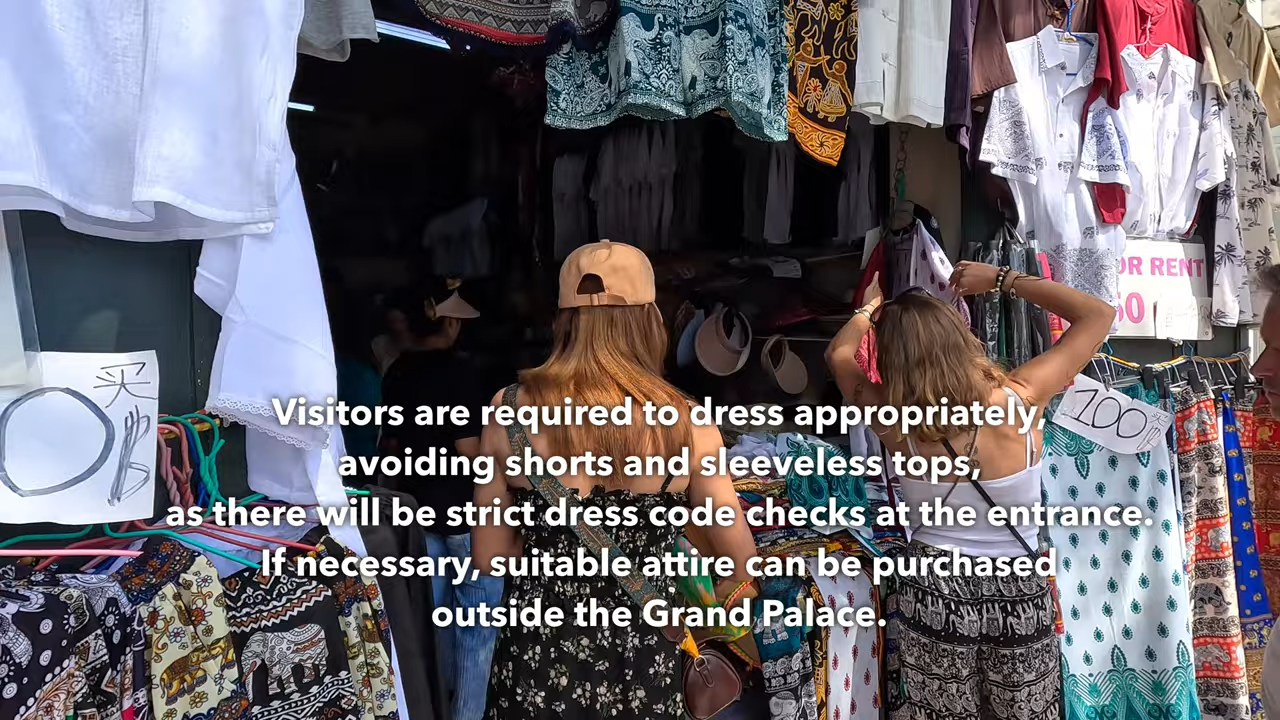 OR RENT
买
100
Visitors are required to dress appropriately,
avoiding shorts and sleeveless tops,
as there will be strict dress code checks at the entrance.
If necessary, suitable attire can be purchased
outside the Grand Palace.